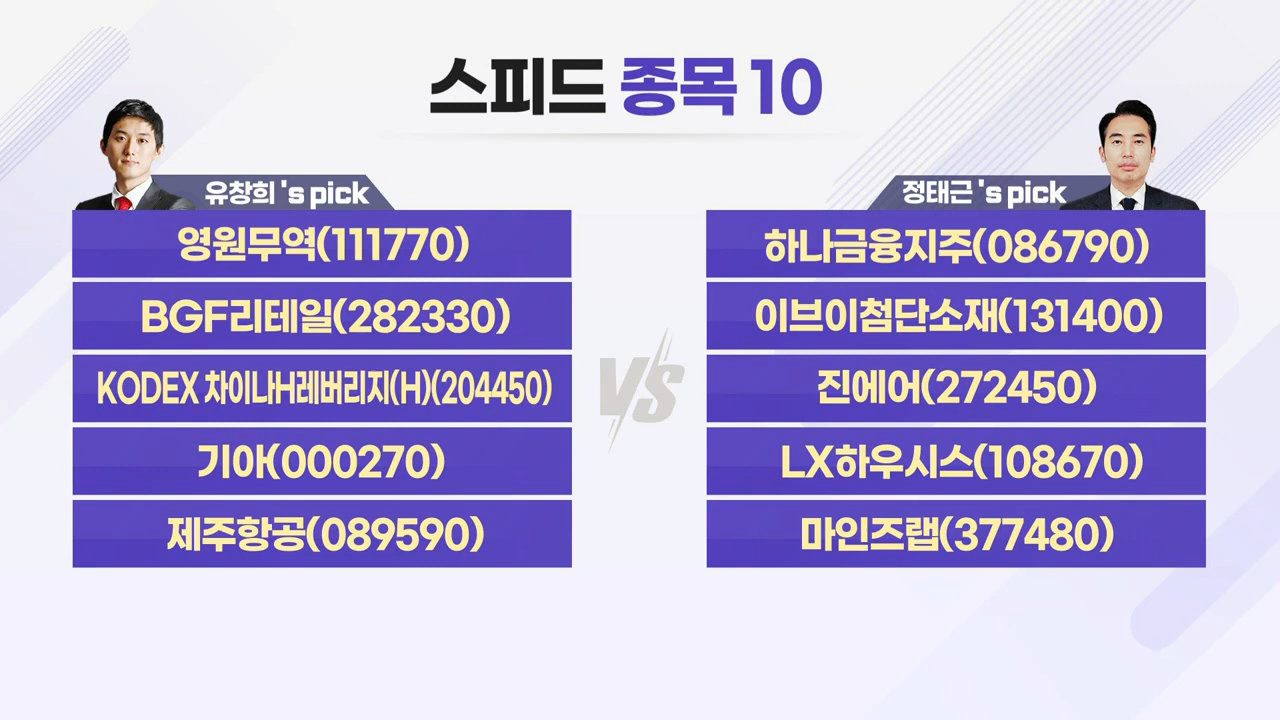 스피드 종목 10
유창희 's pick
영원무역(111770)
BGF리테일(282330)
KODEX 차이나H레버리지(H)(204450)
기아(000270)
제주항공(089590)
VS
정태근 's pick
하나금융지주(086790)
이브이첨단소재(131400)
진에어(272450)
LX하우시스(108670)
마인즈랩(377480)